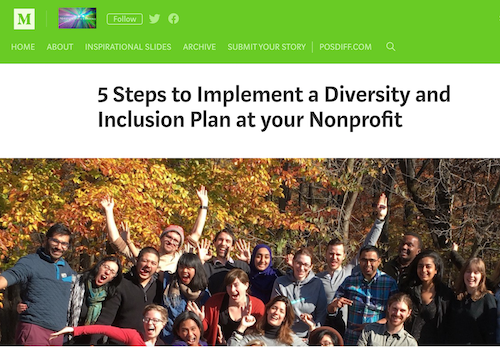 M
Follow
HOME ABOUT INSPIRATIONAL SLIDES ARCHIVE SUBMIT YOUR STORY POSDIFF.COM
5 Steps to Implement a Diversity and
Inclusion Plan at your Nonprofit